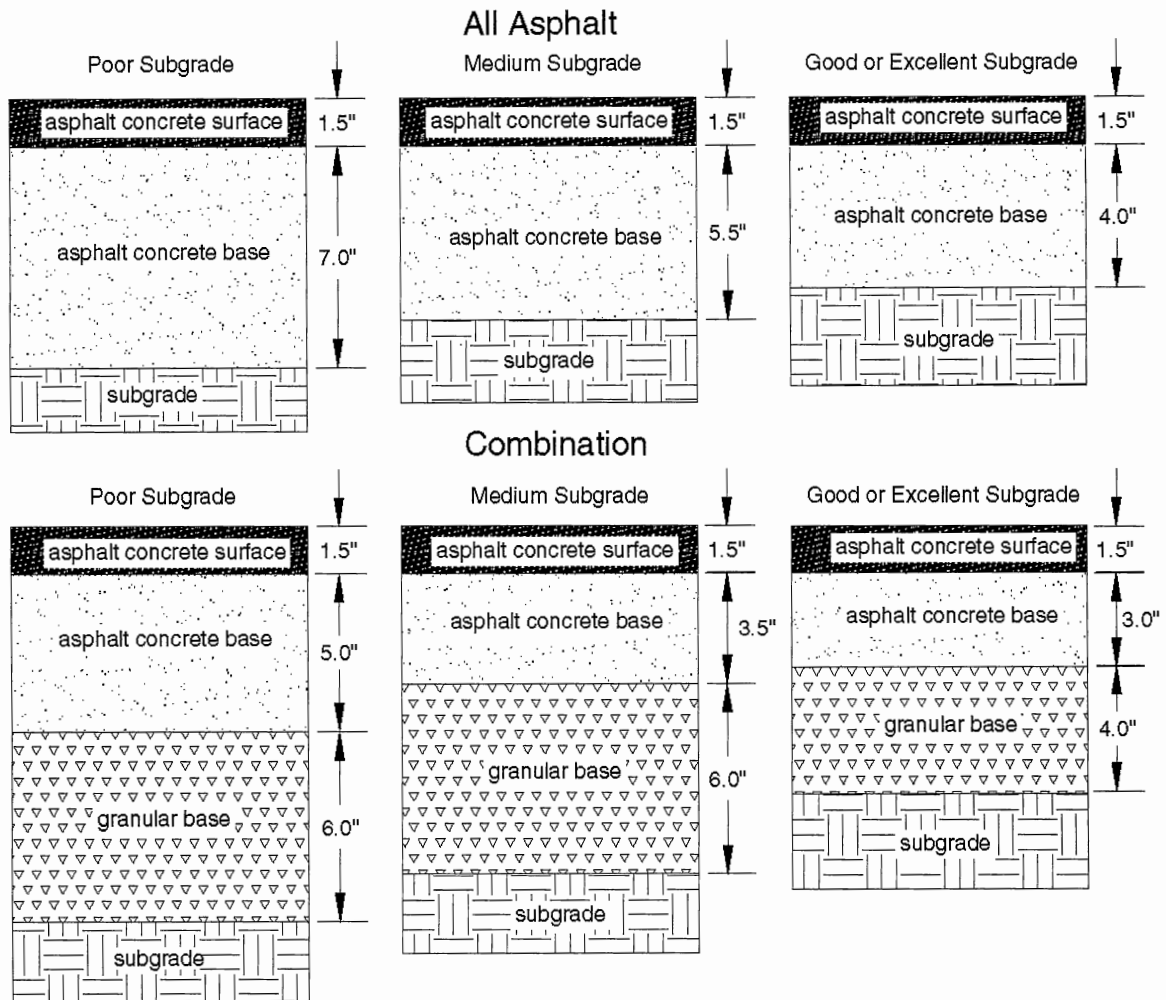 All Asphalt
Poor Subgrade
asphalt concrete surface
1.5"
asphalt concrete base
7.0"
subgrade
Medium Subgrade
asphalt concrete surface
1.5"
asphalt concrete base
5.5"
subgrade
Good or Excellent Subgrade
asphalt concrete surface
1.5"
asphalt concrete base
4.0"
subgrade
Combination
Poor Subgrade
asphalt concrete surface
1.5"
asphalt concrete base
5.0"
granular base
6.0"
subgrade
Medium Subgrade
asphalt concrete surface
1.5"
asphalt concrete base
3.5"
granular base
6.0"
subgrade
Good or Excellent Subgrade
asphalt concrete surface
1.5"
asphalt concrete base
3.0"
granular base
4.0"
subgrade